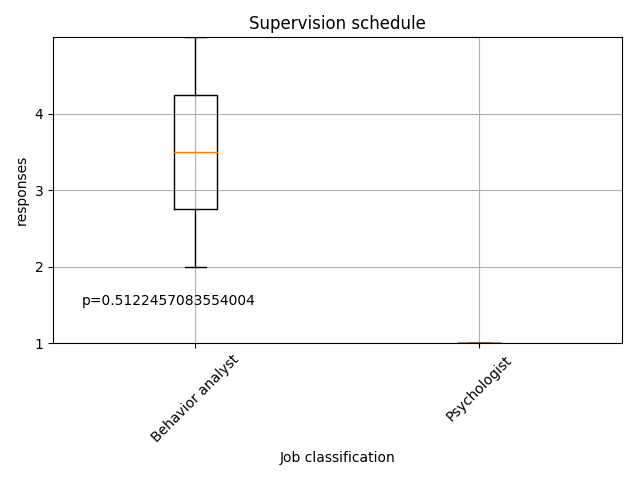 Supervision schedule
4
3
2
1
responses
p=0.5122457083554004
Behavior analyst
Psychologist
Job classification